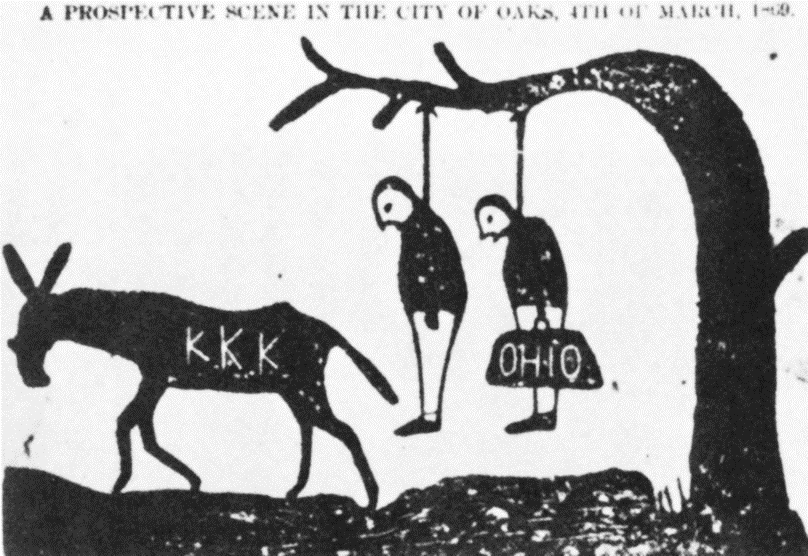 A PROSPECTIVE SCENE IN THE CITY OF OAKS, 4TH OF MARCH, 1869.
KKK
OHIO